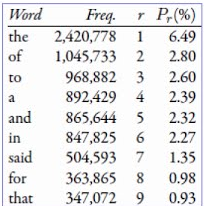 Word Freq. r Pr(%)
the 2,420,778 1 6.49
of 1,045,733 2 2.80
to 968,882 3 2.60
a 892,429 4 2.39
and 865,644 5 2.32
in 847,825 6 2.27
said 504,593 7 1.35
for 363,865 8 0.98
that 347,072 9 0.93